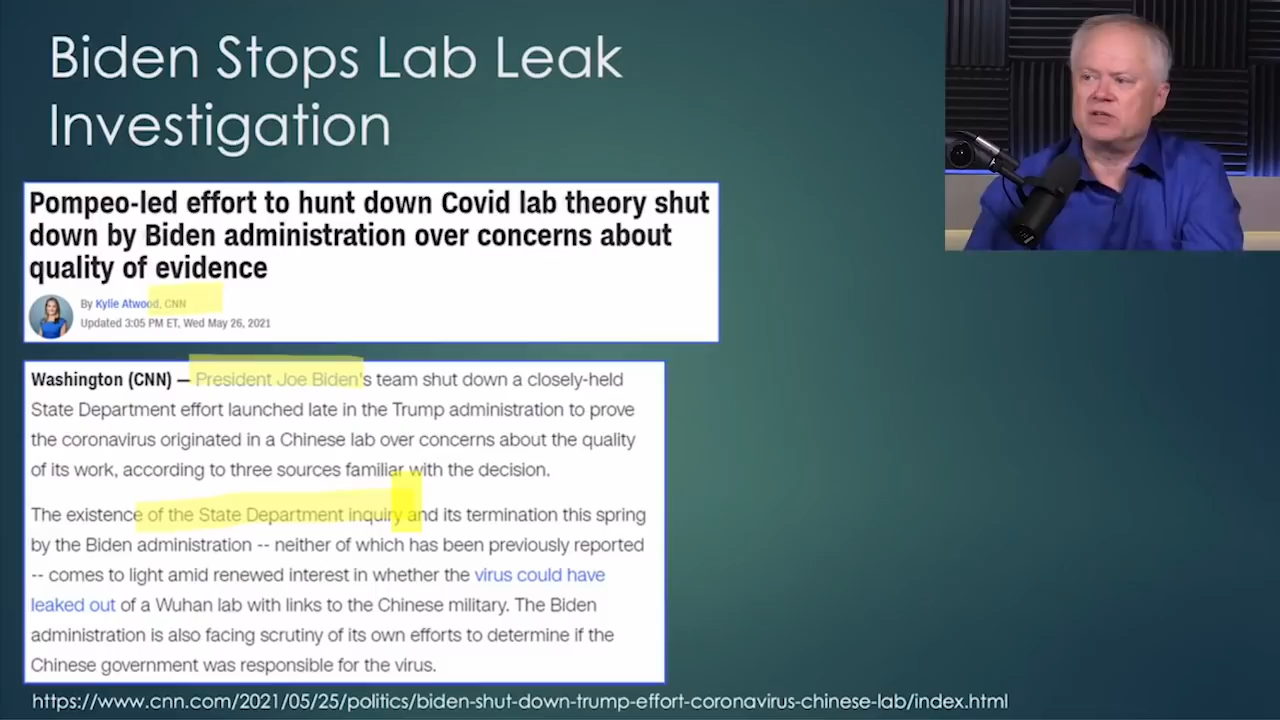 Biden Stops Lab Leak
Investigation
Pompeo-led effort to hunt down Covid lab theory shut
down by Biden administration over concerns about
quality of evidence
By Kylie Atwood, CNN
Updated 3:05 PM ET, Wed May 26, 2021
Washington (CNN) — President Joe Biden's team shut down a closely-held
State Department effort launched late in the Trump administration to prove
the coronavirus originated in a Chinese lab over concerns about the quality
of its work, according to three sources familiar with the decision.
The existence of the State Department inquiry and its termination this spring
by the Biden administration -- neither of which has been previously reported
-- comes to light amid renewed interest in whether the virus could have
leaked out of a Wuhan lab with links to the Chinese military. The Biden
administration is also facing scrutiny of its own efforts to determine if the
Chinese government was responsible for the virus.
https://www.cnn.com/2021/05/25/politics/biden-shut-down-trump-effort-coronavirus-chinese-lab/index.html